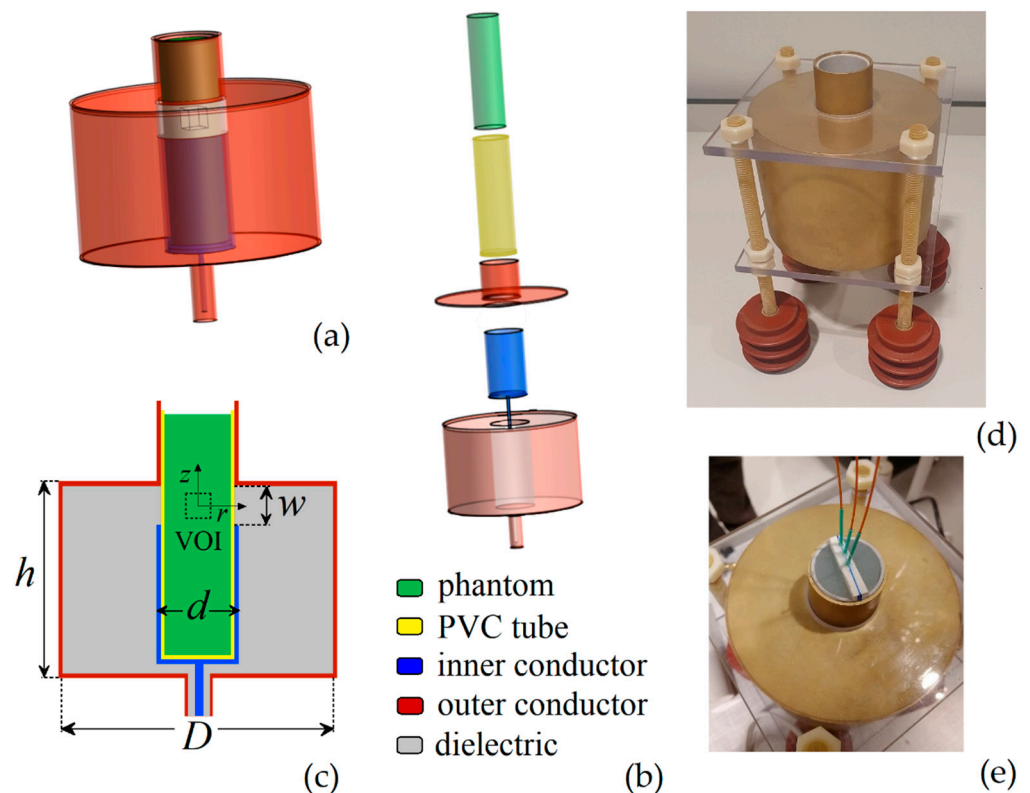 (a)
(b)
(c)
(d)
(e)
z
r
VOI
w
h
d
D
phantom
PVC tube
inner conductor
outer conductor
dielectric